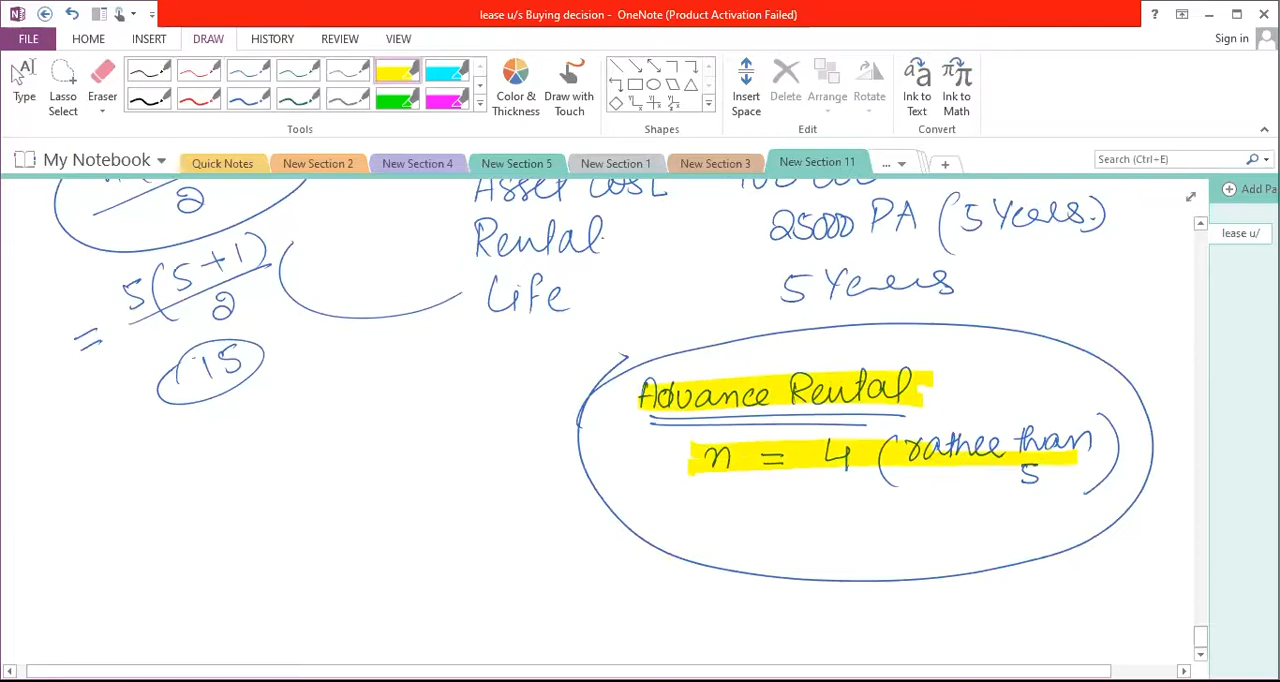 lease u/s Buying decision - OneNote (Product Activation Failed)
FILE HOME INSERT DRAW HISTORY REVIEW VIEW
Sign in
Type
Lasso Select
Eraser
Color & Thickness
Draw with Touch
Insert Space
Delete
Arrange
Rotate
Ink to Text
Ink to Math
Tools
Shapes
Edit
Convert
My Notebook
Quick Notes
New Section 2
New Section 4
New Section 5
New Section 1
New Section 3
New Section 11
...
Search (Ctrl+E)
Add Pa
lease u/
2
Asset Cost
Rental 25000 PA (5 Years.)
Life 5 Years
= 5(5+1)
2
15
Advance Rental
n = 4 (rather than
5)